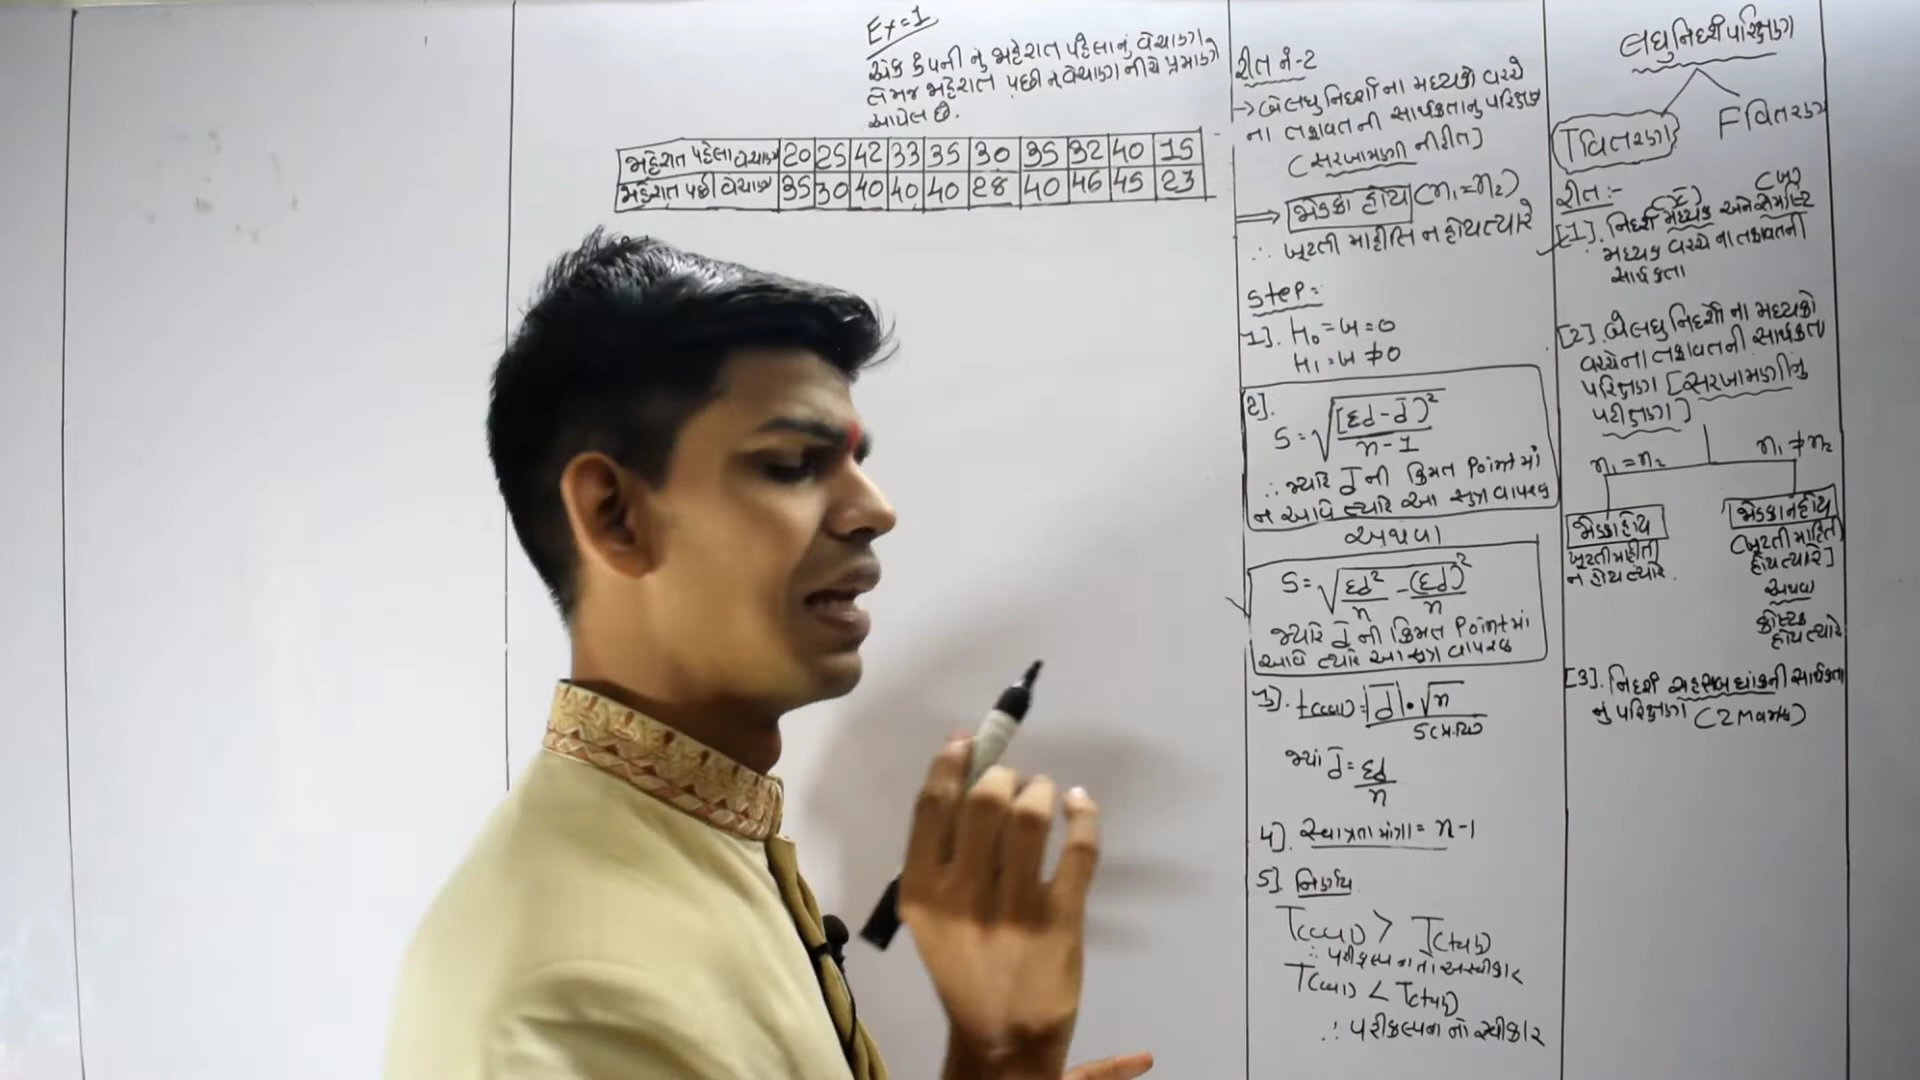 Ex=1
એક કંપની નું જાહેરાત પહેલાનું વેચાણ
તેમજ જાહેરાત પછી નુ વેચાણ નીચે પ્રમાણે
આપેલ છે.
જાહેરાત પહેલા વેચાણ 20 25 42 33 35 30 35 32 40 15
જાહેરાત પછી વેચાણ 35 30 40 40 40 28 40 46 45 23
રીત નં-2
→ બે લઘુ નિદર્શો ના મધ્યકો વચ્ચે
ના તફાવત ની સાર્થકતાનું પરિક્ષણ
(સરખામણી ની રીત]
⇒ જોડકા હોય (n₁=n₂)
∴ ખૂટતી માહીતિ ન હોય ત્યારે
Step:
1]. H₀ = μ = 0
H₁ = μ ≠ 0
2].
S = √[Σd - d̄)² / n-1
∴ જ્યારે d̄ ની કિંમત Point માં
ન આવે ત્યારે આ સુત્ર વાપરવુ
અથવા
S = √Σd²/n - (Σd/n)²
જ્યારે d̄ ની કિંમત Point માં
આવે ત્યારે આ સુત્ર વાપરવુ
3]. t(cal) = |d̄| • √n / S(પ્ર.વિ)
જ્યાં d̄ = Σd/n
4]. સ્વાત્રતા માત્રા = n-1
5]. નિર્ણય
T(cal) > T(tab)
∴ પરીકલ્પના નો અસ્વીકાર
T(cal) < T(tab)
∴ પરીકલ્પના નો સ્વીકાર
લઘુ નિદર્શ પરિક્ષણ
T વિતરણ
F વિતરણ
રીત :-
[1]. નિદર્શ મધ્યક અને સમષ્ટિ
મધ્યક વચ્ચે ના તફાવતની
સાર્થકતા
[2]. બે લઘુ નિદર્શો ના મધ્યકો
વચ્ચેના તફાવત ની સાર્થકતા
પરિક્ષણ [સરખામણીનુ
પરીક્ષણ]
n₁ = n₂
n₁ ≠ n₂
જોડકા હોય
ખૂટતી માહીતી
ન હોય ત્યારે.
જોડકા ન હોય
(ખૂટતી માહિતી
હોય ત્યારે]
અથવા
કોષ્ટક
હોય ત્યારે
[3]. નિદર્શ સહસંબધાંકની સાર્થકતા
નુ પરિક્ષણ (2 Marks)